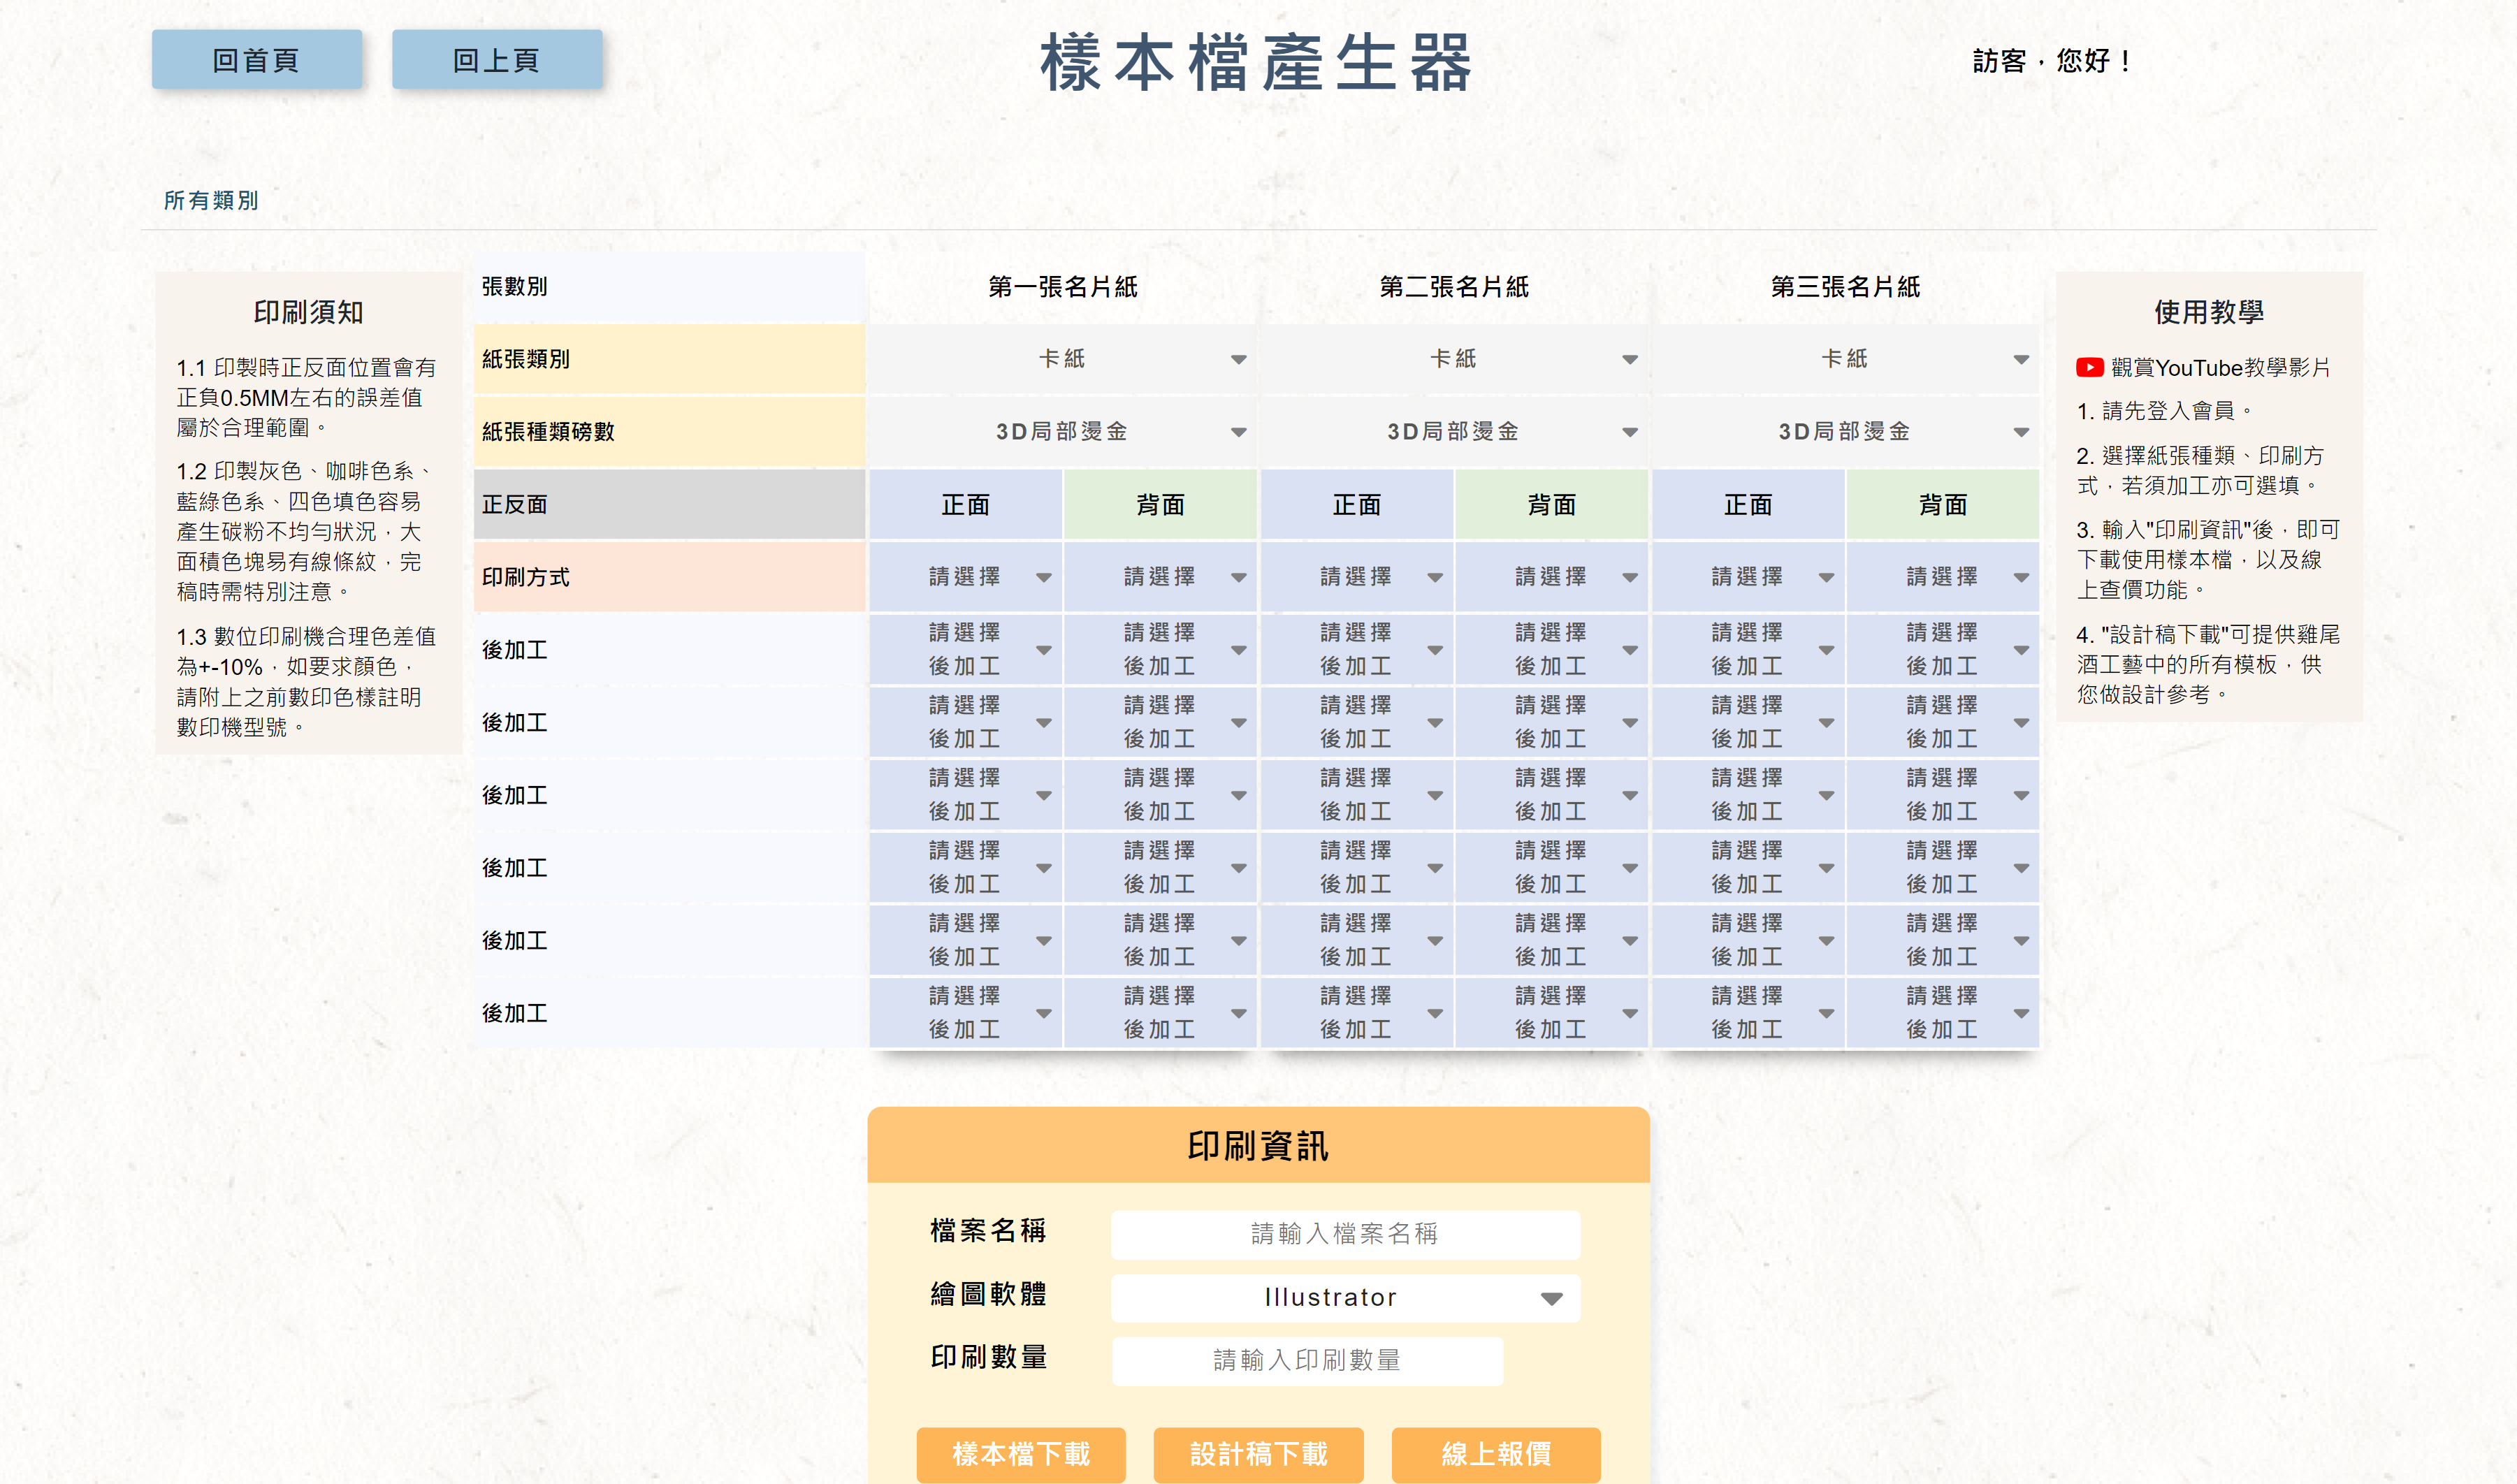 回首頁
回上頁
樣本檔產生器
訪客，您好！
所有類別
印刷須知
1.1 印製時正反面位置會有
正負0.5MM左右的誤差值
屬於合理範圍。
1.2 印製灰色、咖啡色系、
藍綠色系、四色填色容易
產生碳粉不均勻狀況，大
面積色塊易有線條紋，完
稿時需特別注意。
1.3 數位印刷機合理色差值
為+-10%，如要求顏色，
請附上之前數印色樣註明
數印機型號。
張數別 第一張名片紙 第二張名片紙 第三張名片紙
紙張類別 卡紙 卡紙 卡紙
紙張種類磅數 3D局部燙金 3D局部燙金 3D局部燙金
正反面 正面 背面 正面 背面 正面 背面
印刷方式 請選擇 請選擇 請選擇 請選擇 請選擇 請選擇
請選擇 請選擇 請選擇 請選擇 請選擇 請選擇
後加工
後加工 後加工 後加工 後加工 後加工 後加工
請選擇 請選擇 請選擇 請選擇 請選擇 請選擇
後加工
後加工 後加工 後加工 後加工 後加工 後加工
請選擇 請選擇 請選擇 請選擇 請選擇 請選擇
後加工
後加工 後加工 後加工 後加工 後加工 後加工
請選擇 請選擇 請選擇 請選擇 請選擇 請選擇
後加工
後加工 後加工 後加工 後加工 後加工 後加工
請選擇 請選擇 請選擇 請選擇 請選擇 請選擇
後加工
後加工 後加工 後加工 後加工 後加工 後加工
請選擇 請選擇 請選擇 請選擇 請選擇 請選擇
後加工
後加工 後加工 後加工 後加工 後加工 後加工
使用教學
觀賞YouTube教學影片
1. 請先登入會員。
2. 選擇紙張種類、印刷方
式，若須加工亦可選填。
3. 輸入"印刷資訊"後，即可
下載使用樣本檔，以及線
上查價功能。
4. "設計稿下載"可提供雞尾
酒工藝中的所有模板，供
您做設計參考。
印刷資訊
檔案名稱 請輸入檔案名稱
繪圖軟體 Illustrator
印刷數量 請輸入印刷數量
樣本檔下載 設計稿下載 線上報價